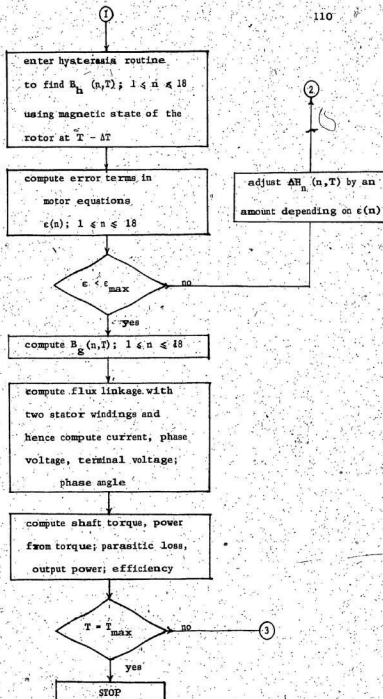 110
1
enter hysterasis routine
to find B_h (n,T); 1 ⩽ n ⩽ 18
using magnetic state of the
rotor at T - ΔT
2
compute error terms in
motor equations
ε(n); 1 ⩽ n ⩽ 18
adjust ΔH_n (n,T) by an
amount depending on ε(n)
ε < ε_max
no
yes
compute B_g (n,T); 1 ⩽ n ⩽ 18
compute flux linkage with
two stator windings and
hence compute current, phase
voltage, terminal voltage;
phase angle
compute shaft torque, power
from torque; parasitic loss,
output power; efficiency
T = T_max
no
3
yes
STOP